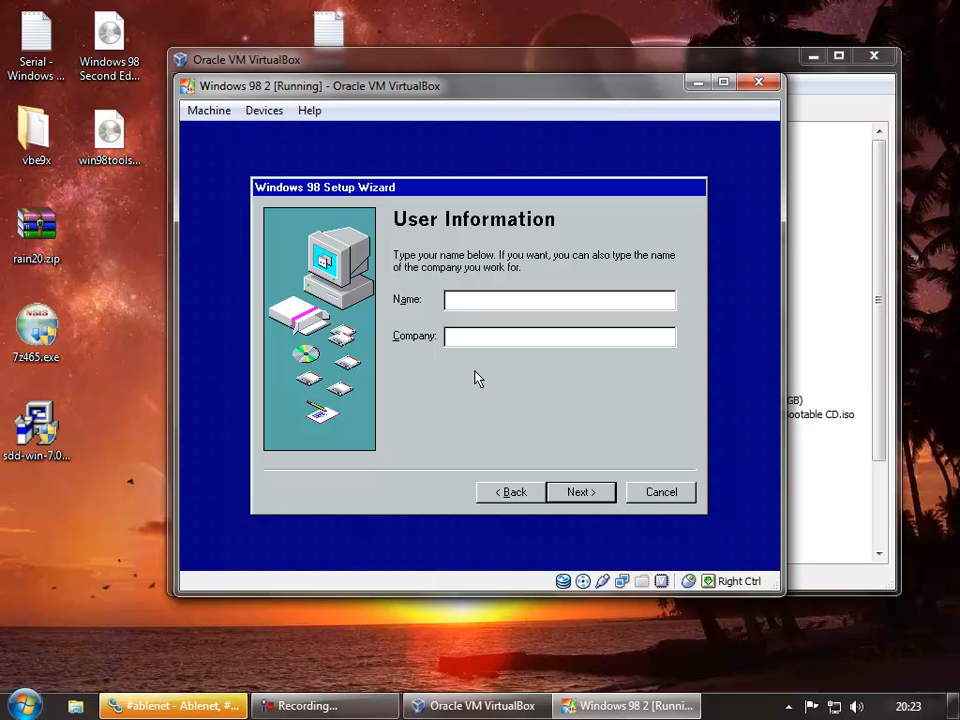 Serial -
Windows ...
Windows 98
Second Ed...
vbe9x
win98tools...
rain20.zip
NSIS
7z465.exe
sdd-win-7.0...
Oracle VM VirtualBox
Windows 98 2 [Running] - Oracle VM VirtualBox
Machine Devices Help
Windows 98 Setup Wizard
User Information
Type your name below. If you want, you can also type the name
of the company you work for.
Name:
Company:
< Back Next > Cancel
GB)
Bootable CD.iso
Right Ctrl
#ablenet - Ablenet, #... Recording... Oracle VM VirtualBox Windows 98 2 [Runni... 20:23